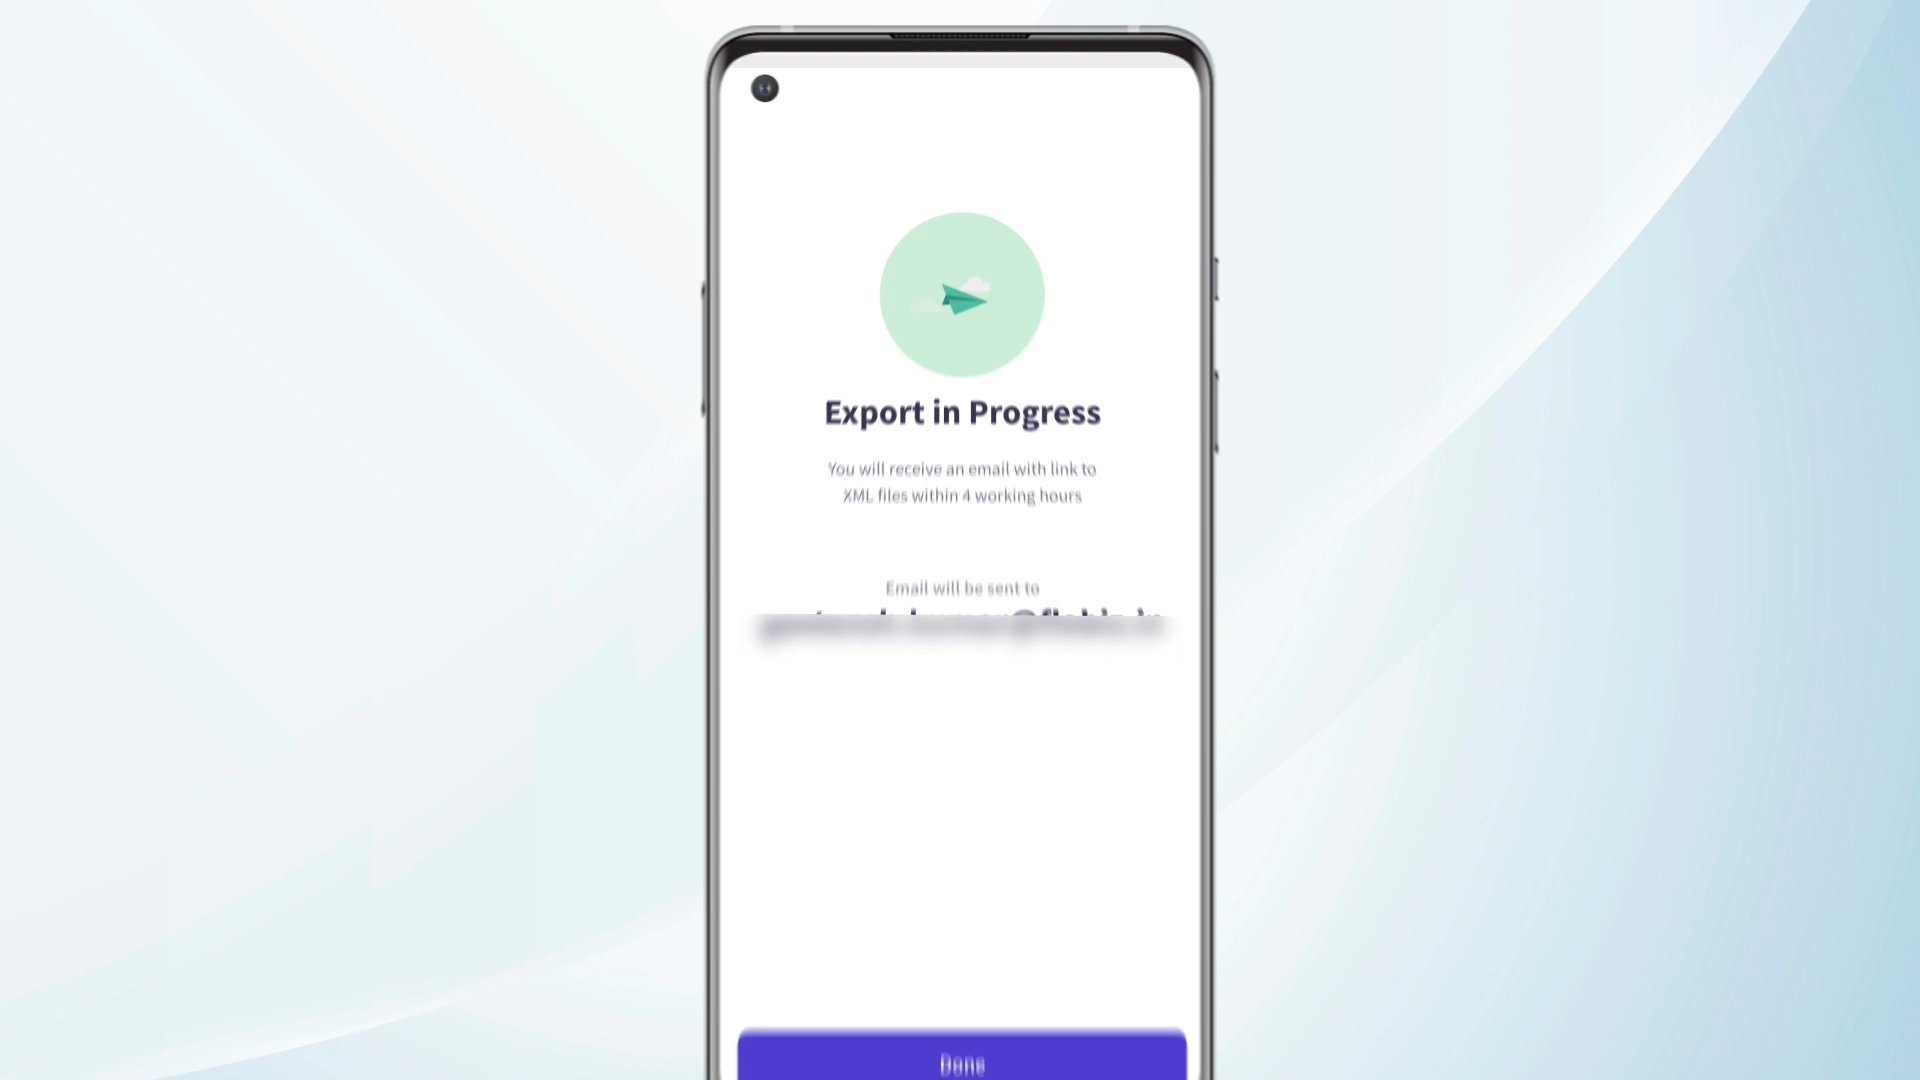 Export in Progress
You will receive an email with link to
XML files within 4 working hours
Email will be sent to
Done